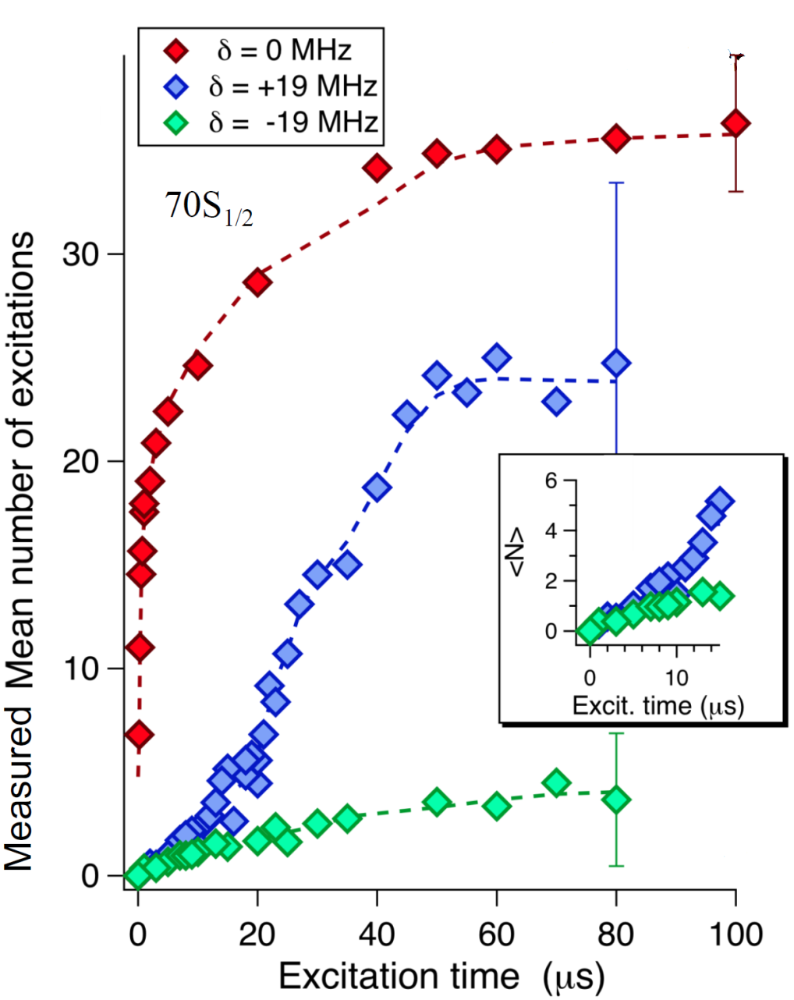 δ = 0 MHz
δ = +19 MHz
δ = -19 MHz
70S1/2
Measured Mean number of excitations
30
20
10
0
0 20 40 60 80 100
Excitation time (μs)
6
4
2
0
<N>
0 10
Excit. time (μs)